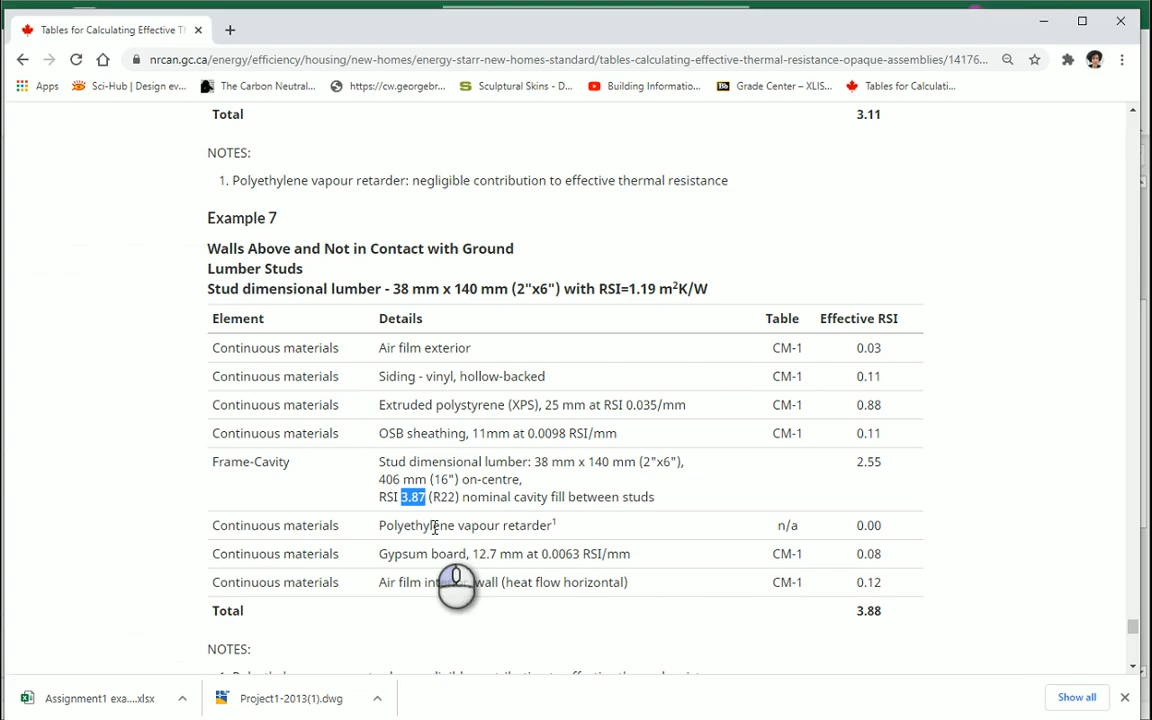 Tables for Calculating Effective T
nrcan.gc.ca/energy/efficiency/housing/new-homes/energy-starr-new-homes-standard/tables-calculating-effective-thermal-resistance-opaque-assemblies/14176...
Apps Sci-Hub | Design ev... The Carbon Neutral... https://cw.georgebr... Sculptural Skins - D... Building Informatio... Bb Grade Center – XLIS... Tables for Calculati...
Total 3.11
NOTES:
1. Polyethylene vapour retarder: negligible contribution to effective thermal resistance
Example 7
Walls Above and Not in Contact with Ground
Lumber Studs
Stud dimensional lumber - 38 mm x 140 mm (2"x6") with RSI=1.19 m²K/W
Element Details Table Effective RSI
Continuous materials Air film exterior CM-1 0.03
Continuous materials Siding - vinyl, hollow-backed CM-1 0.11
Continuous materials Extruded polystyrene (XPS), 25 mm at RSI 0.035/mm CM-1 0.88
Continuous materials OSB sheathing, 11mm at 0.0098 RSI/mm CM-1 0.11
Frame-Cavity Stud dimensional lumber: 38 mm x 140 mm (2"x6"), 2.55
406 mm (16") on-centre,
RSI 3.87 (R22) nominal cavity fill between studs
Continuous materials Polyethylene vapour retarder¹ n/a 0.00
Continuous materials Gypsum board, 12.7 mm at 0.0063 RSI/mm CM-1 0.08
Continuous materials Air film wall (heat flow horizontal) CM-1 0.12
Total 3.88
NOTES:
Assignment1 exa....xlsx Project1-2013(1).dwg Show all